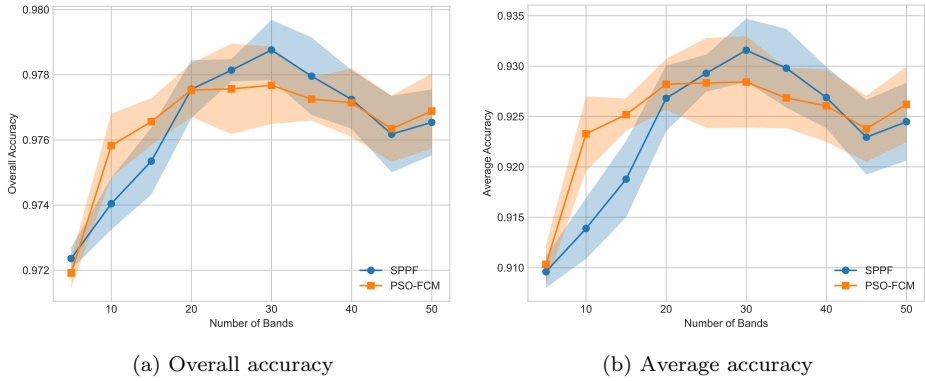 0.980
0.978
0.976
0.974
0.972
Overall Accuracy
10 20 30 40 50
Number of Bands
SPPF
PSO-FCM
(a) Overall accuracy
0.935
0.930
0.925
0.920
0.915
0.910
Average Accuracy
10 20 30 40 50
Number of Bands
SPPF
PSO-FCM
(b) Average accuracy